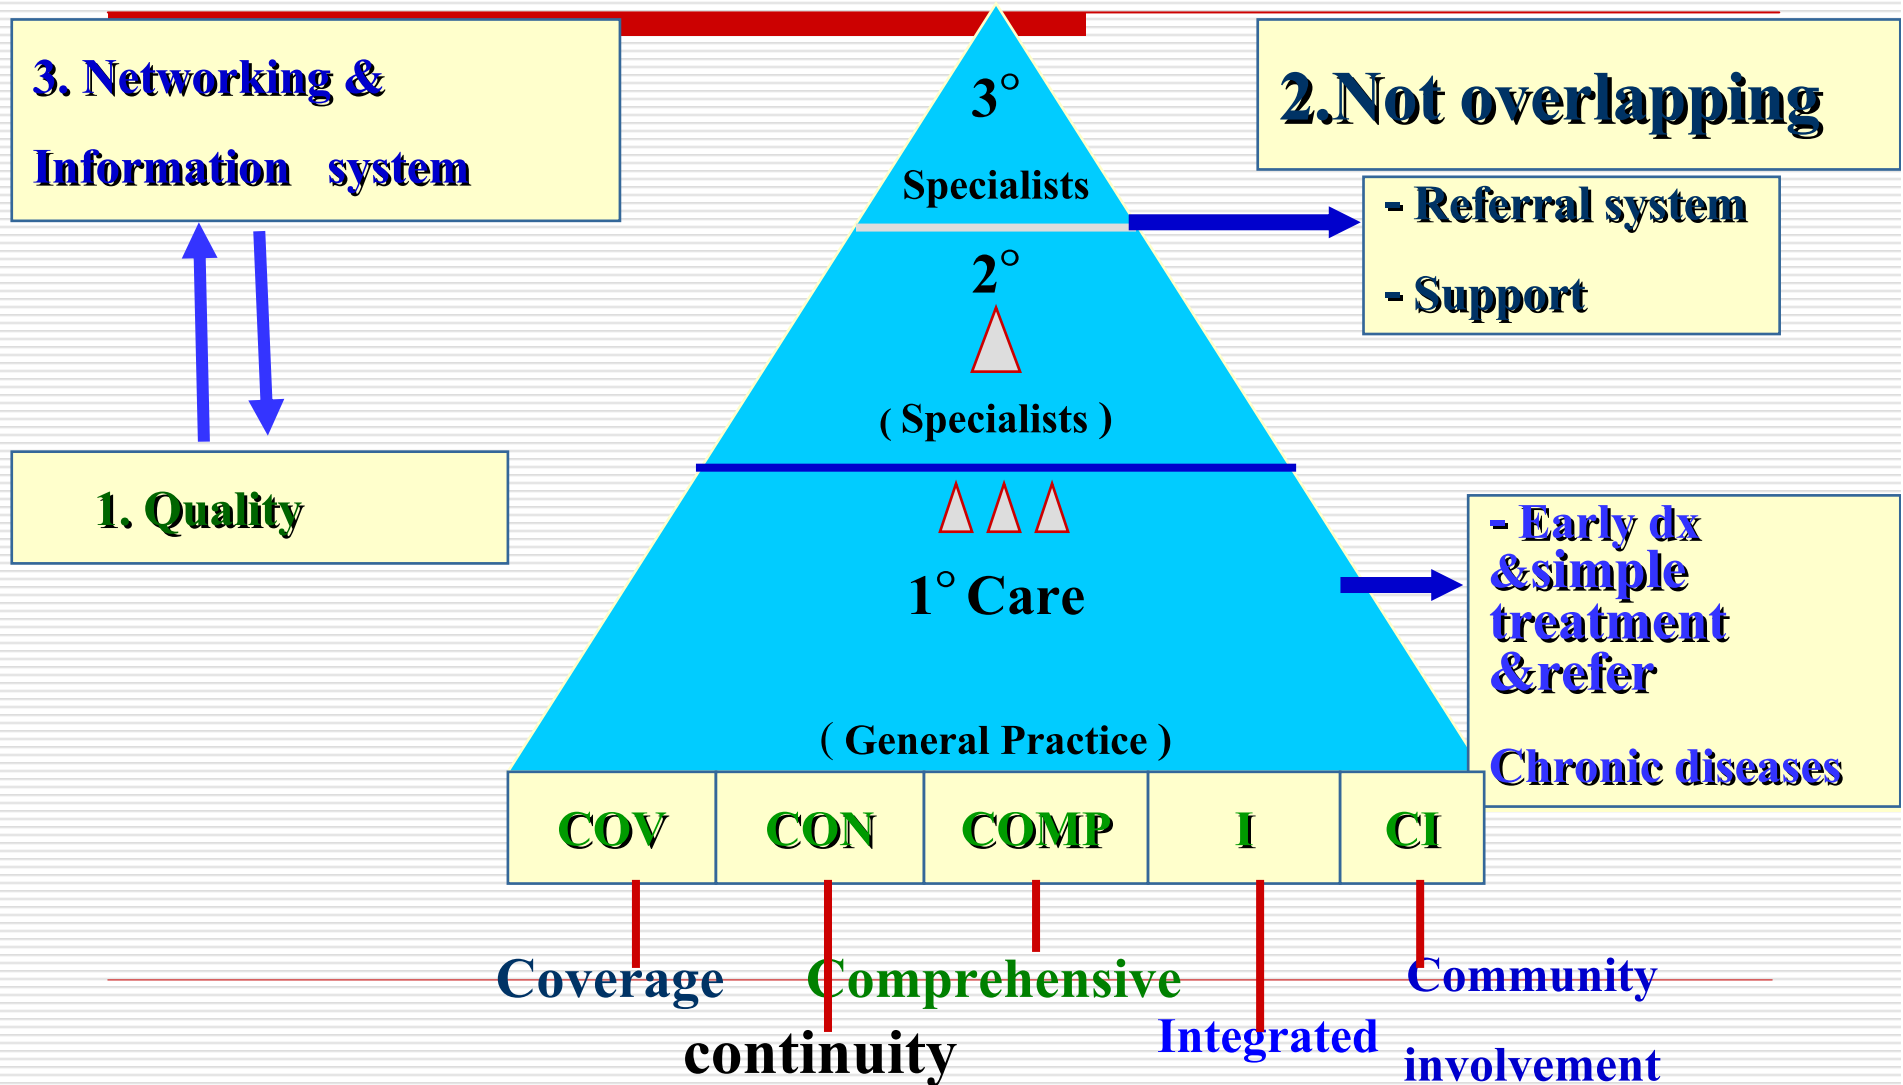 3. Networking &
Information system
1. Quality
3°
Specialists
2°
( Specialists )
1° Care
( General Practice )
2.Not overlapping
- Referral system
- Support
- Early dx
&simple
treatment
&refer
Chronic diseases
COV CON COMP I CI
Coverage
continuity
Comprehensive
Integrated
Community
involvement